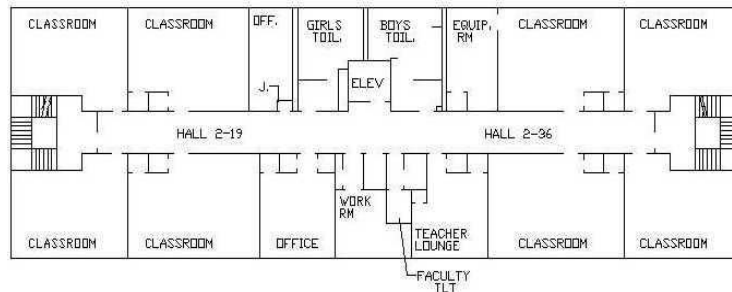 CLASSROOM
CLASSROOM
OFF.
GIRLS
TOIL.
BOYS
TOIL.
EQUIP.
RM
CLASSROOM
CLASSROOM
J.
ELEV
HALL 2-19
HALL 2-36
WORK
RM
CLASSROOM
CLASSROOM
OFFICE
TEACHER
LOUNGE
CLASSROOM
CLASSROOM
FACULTY
TLT